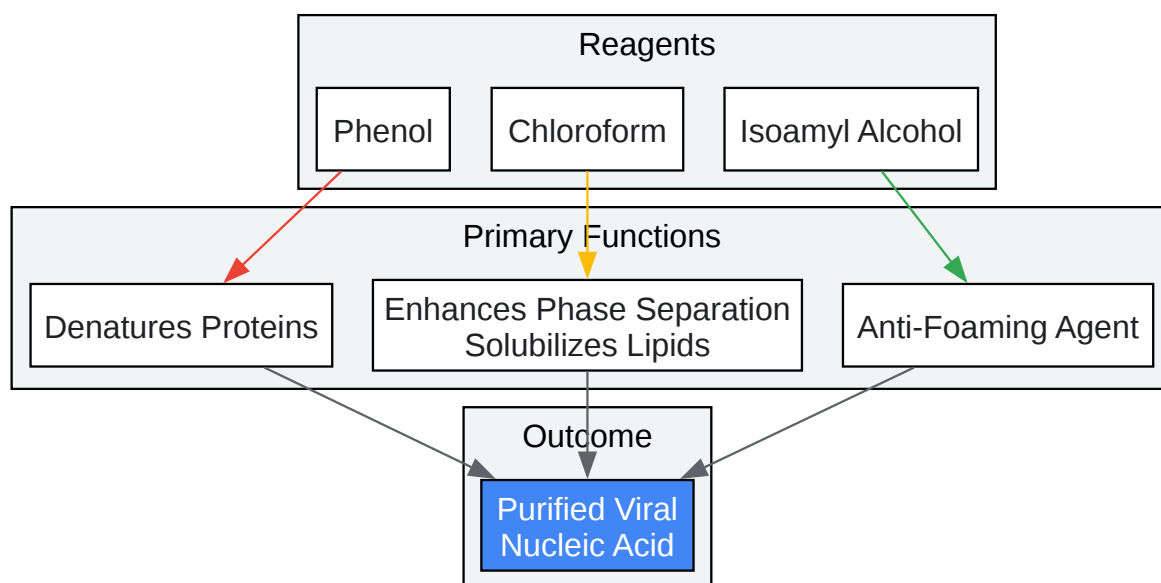 Reagents
Phenol
Chloroform
Isoamyl Alcohol
Primary Functions
Denatures Proteins
Enhances Phase Separation
Solubilizes Lipids
Anti-Foaming Agent
Outcome
Purified Viral
Nucleic Acid